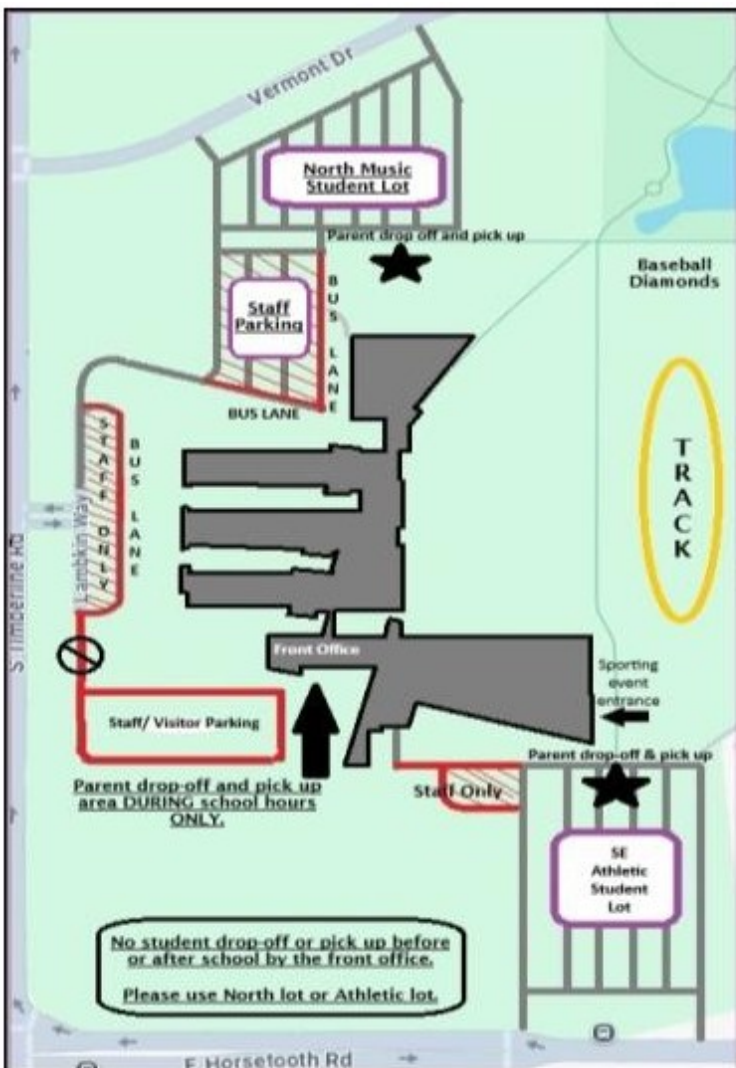 Vermont Dr
North Music
Student Lot
Parent drop off and pick up
Baseball
Diamonds
Staff
Parking
BUS LANE
BUS LANE
STAFF ONLY
BUS LANE
TRACK
Lambkin Way
S Timberline Rd
Front Office
Sporting
event
entrance
Staff/ Visitor Parking
Parent drop-off & pick up
Parent drop-off and pick up
area DURING school hours
ONLY.
Staff Only
SE
Athletic
Student
Lot
No student drop-off or pick up before
or after school by the front office.
Please use North lot or Athletic lot.
E Horsetooth Rd